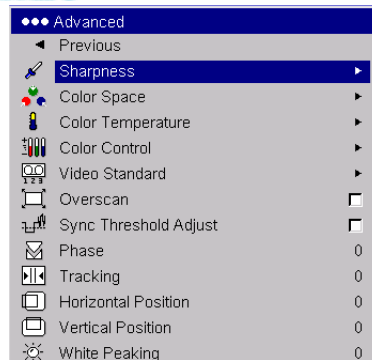 Advanced
Previous
Sharpness
Color Space
Color Temperature
Color Control
Video Standard
Overscan
Sync Threshold Adjust
Phase 0
Tracking 0
Horizontal Position 0
Vertical Position 0
White Peaking 0